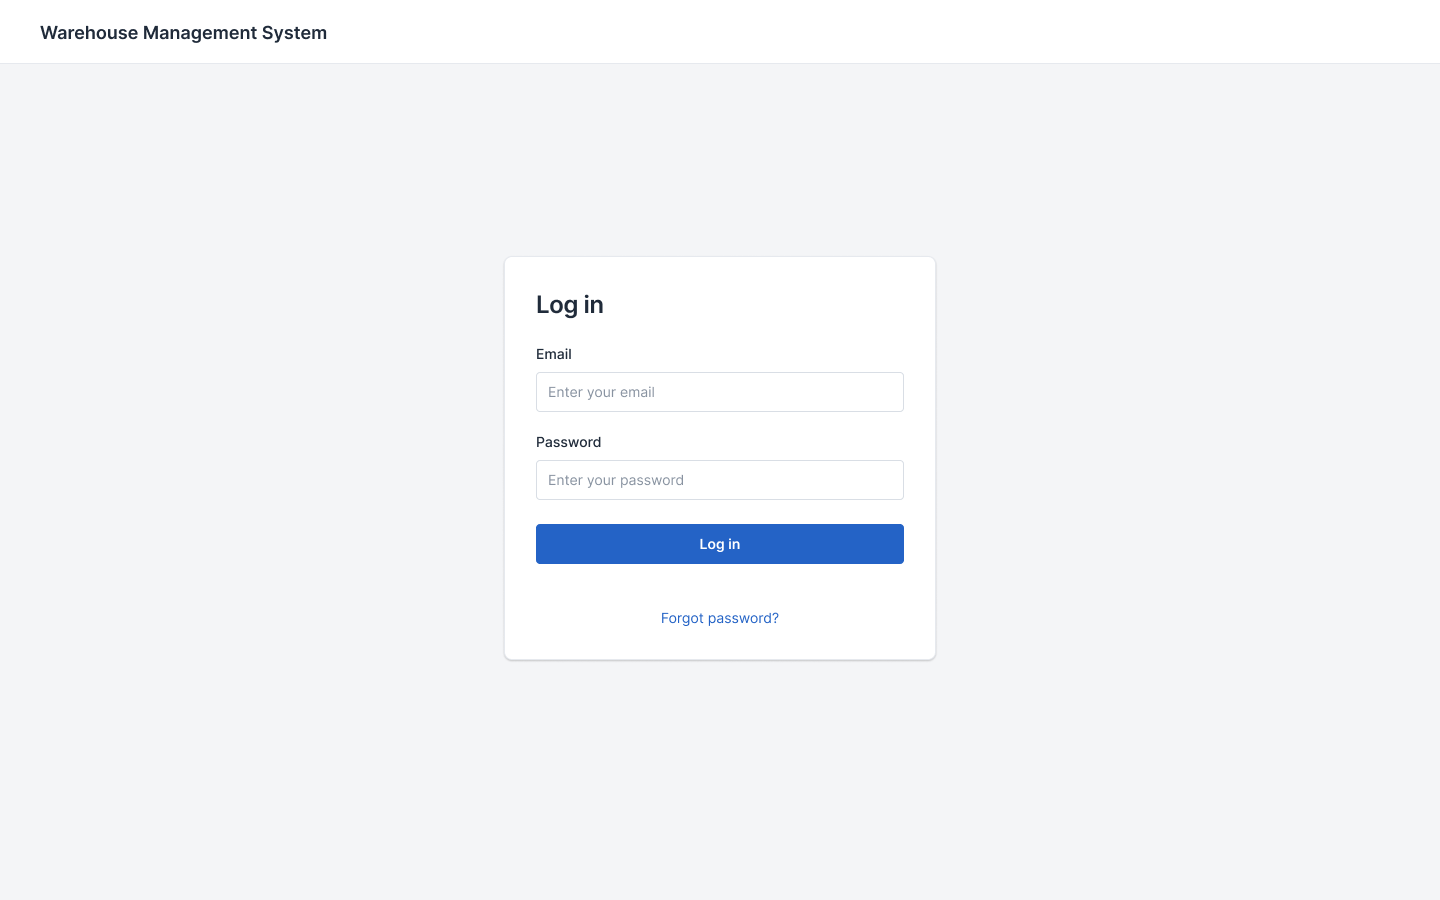 Warehouse Management System
Log in
Email
Enter your email
Password
Enter your password
Log in
Forgot password?